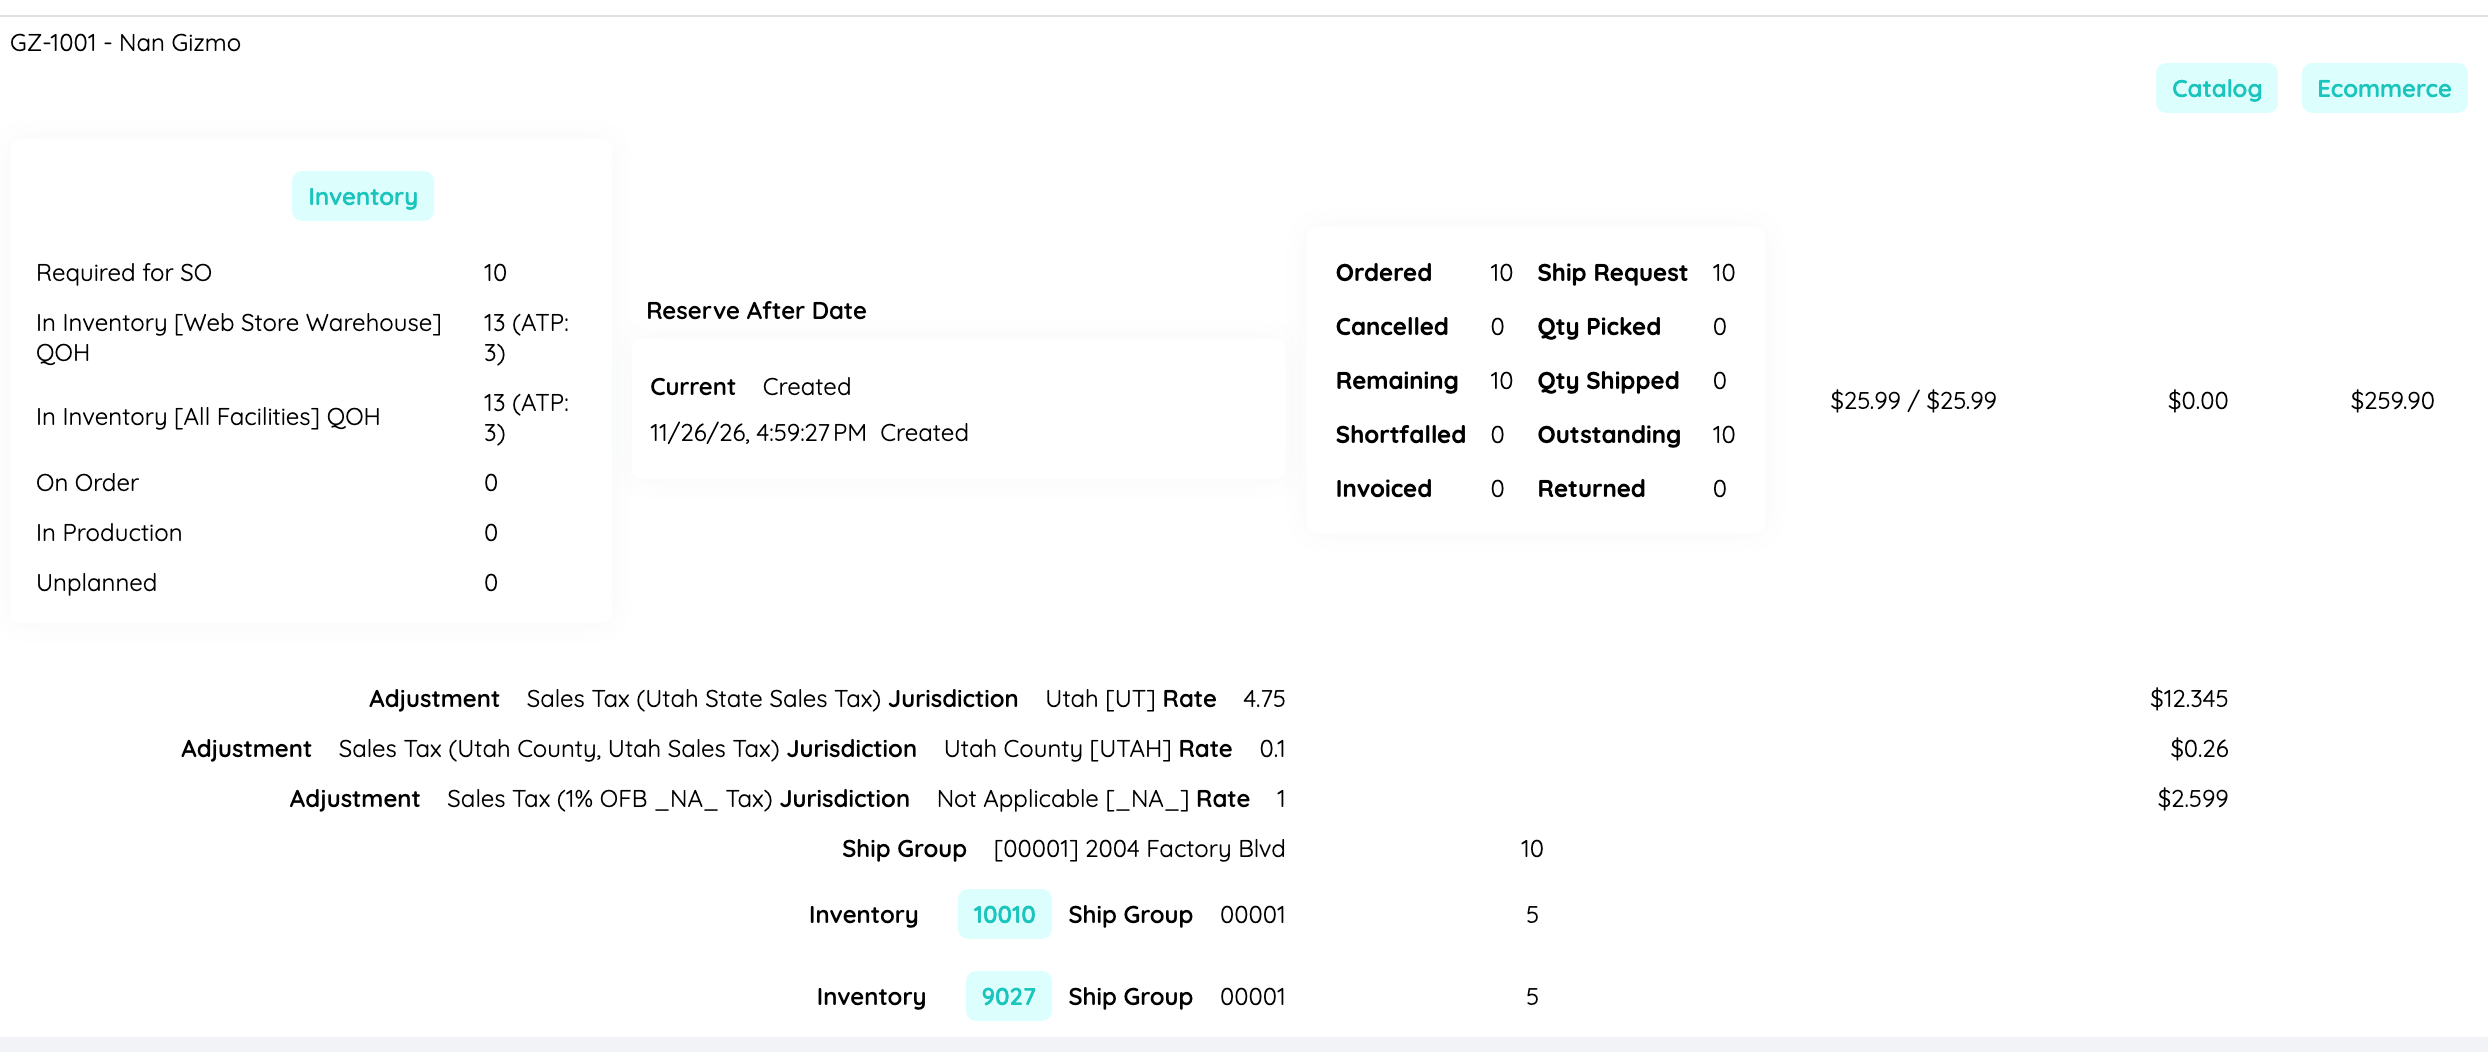 GZ-1001 - Nan Gizmo
Catalog Ecommerce
Inventory
Required for SO 10
In Inventory [Web Store Warehouse] QOH 13 (ATP: 3)
In Inventory [All Facilities] QOH 13 (ATP: 3)
On Order 0
In Production 0
Unplanned 0
Reserve After Date
Current Created
11/26/26, 4:59:27 PM Created
Ordered 10 Ship Request 10
Cancelled 0 Qty Picked 0
Remaining 10 Qty Shipped 0
Shortfalled 0 Outstanding 10
Invoiced 0 Returned 0
$25.99 / $25.99 $0.00 $259.90
Adjustment Sales Tax (Utah State Sales Tax) Jurisdiction Utah [UT] Rate 4.75 $12.345
Adjustment Sales Tax (Utah County, Utah Sales Tax) Jurisdiction Utah County [UTAH] Rate 0.1 $0.26
Adjustment Sales Tax (1% OFB _NA_ Tax) Jurisdiction Not Applicable [_NA_] Rate 1 $2.599
Ship Group [00001] 2004 Factory Blvd 10
Inventory 10010 Ship Group 00001 5
Inventory 9027 Ship Group 00001 5